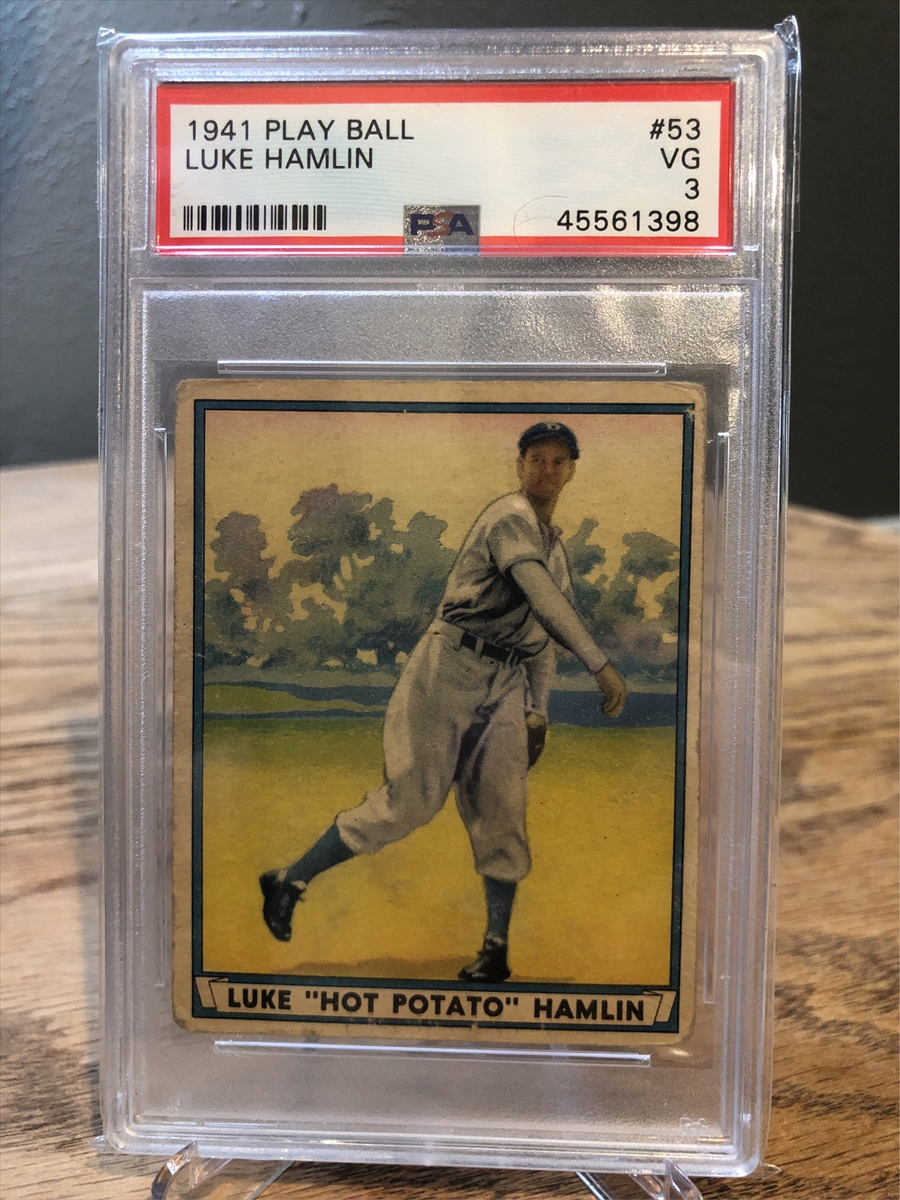 1941 PLAY BALL #53
LUKE HAMLIN VG
3
PSA 45561398
LUKE "HOT POTATO" HAMLIN